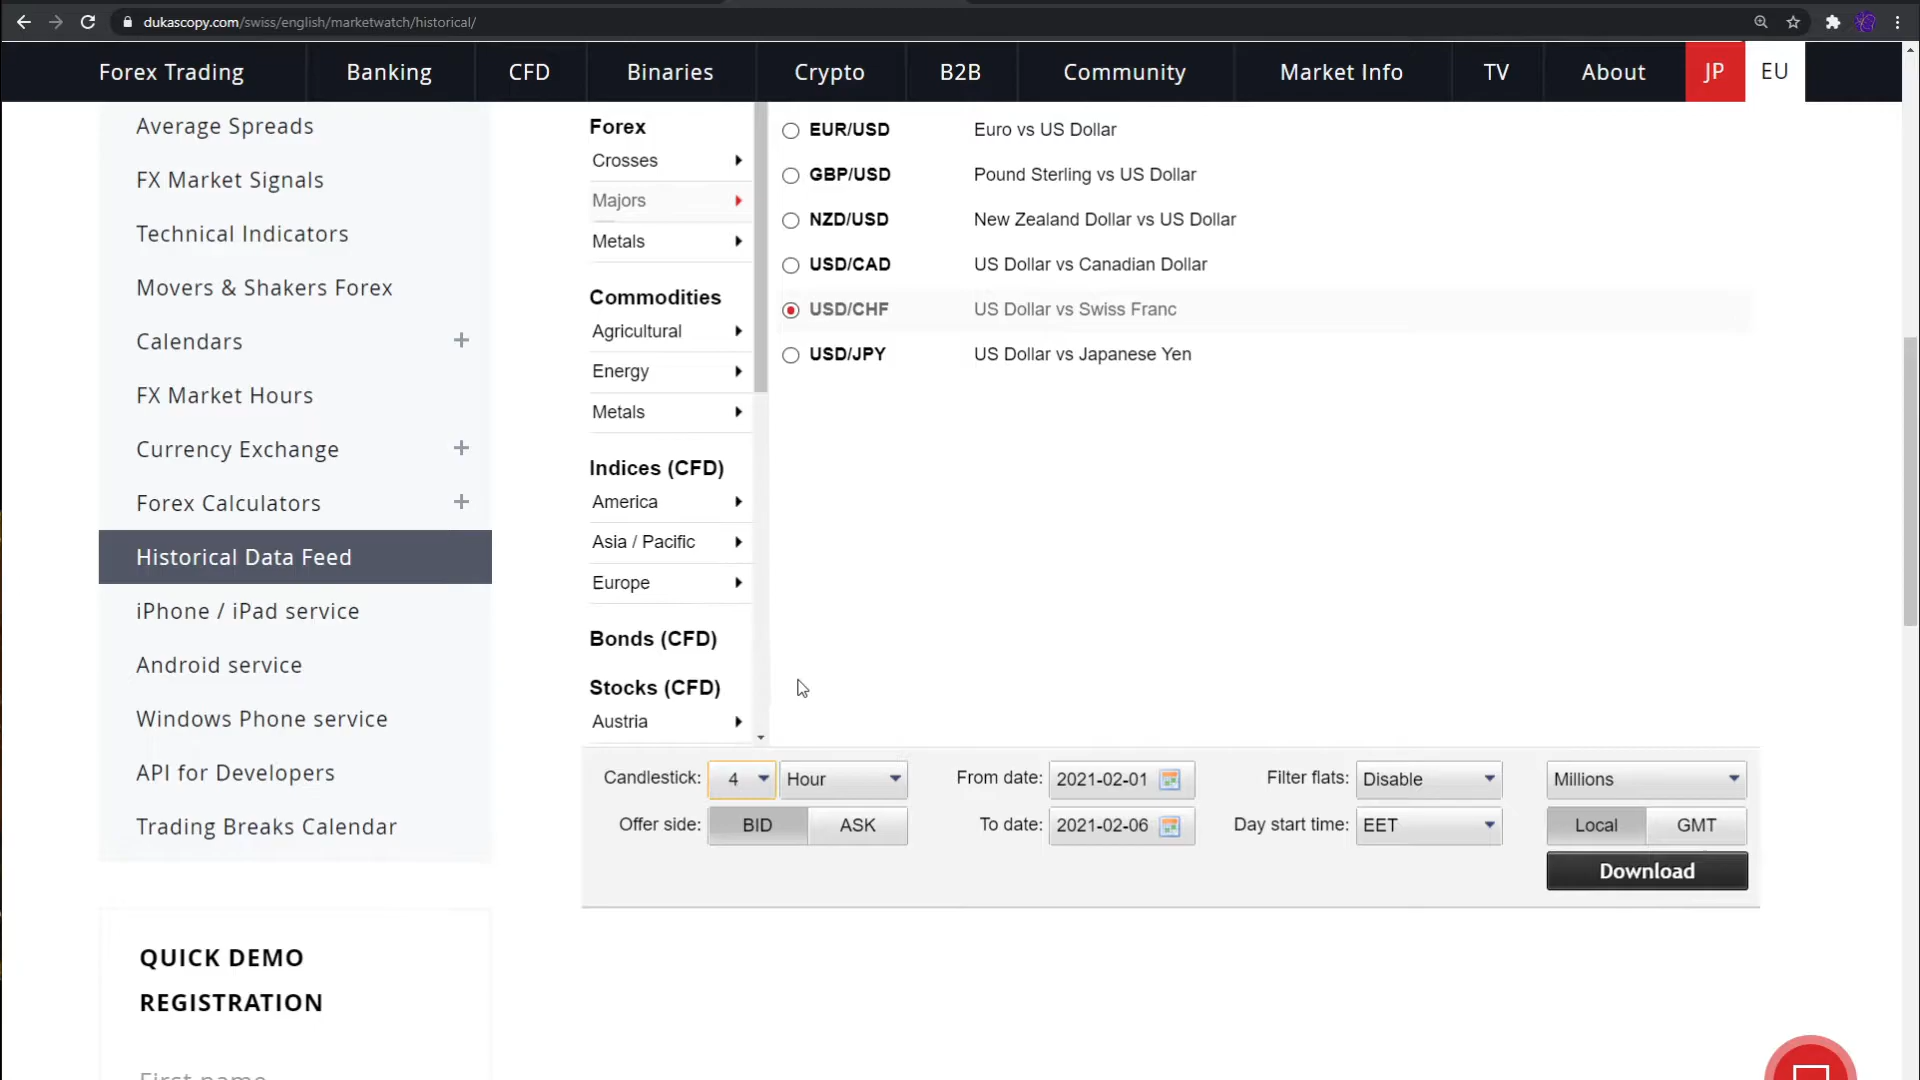 dukascopy.com/swiss/english/marketwatch/historical/
Forex Trading
Banking
CFD
Binaries
Crypto
B2B
Community
Market Info
TV
About
JP
EU
Average Spreads
FX Market Signals
Technical Indicators
Movers & Shakers Forex
Calendars +
FX Market Hours
Currency Exchange +
Forex Calculators +
Historical Data Feed
iPhone / iPad service
Android service
Windows Phone service
API for Developers
Trading Breaks Calendar
QUICK DEMO
REGISTRATION
First name
Forex
Crosses
Majors
Metals
Commodities
Agricultural
Energy
Metals
Indices (CFD)
America
Asia / Pacific
Europe
Bonds (CFD)
Stocks (CFD)
Austria
EUR/USD Euro vs US Dollar
GBP/USD Pound Sterling vs US Dollar
NZD/USD New Zealand Dollar vs US Dollar
USD/CAD US Dollar vs Canadian Dollar
USD/CHF US Dollar vs Swiss Franc
USD/JPY US Dollar vs Japanese Yen
Candlestick: 4 Hour From date: 2021-02-01 Filter flats: Disable Millions
Offer side: BID ASK To date: 2021-02-06 Day start time: EET Local GMT
Download